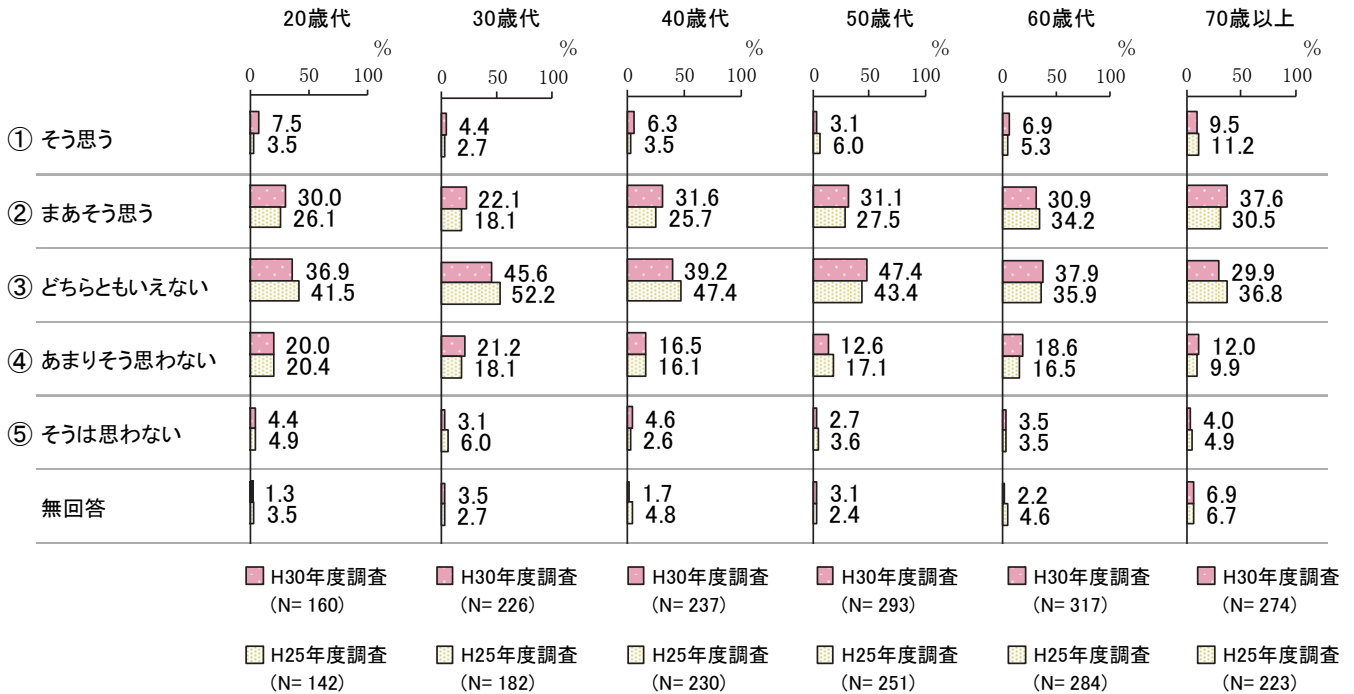 20歳代 30歳代 40歳代 50歳代 60歳代 70歳以上
% % % % % %
0 50 100 0 50 100 0 50 100 0 50 100 0 50 100 0 50 100
① そう思う 7.5 4.4 6.3 3.1 6.9 9.5
3.5 2.7 3.5 6.0 5.3 11.2
② まあそう思う 30.0 22.1 31.6 31.1 30.9 37.6
26.1 18.1 25.7 27.5 34.2 30.5
③ どちらともいえない 36.9 45.6 39.2 47.4 37.9 29.9
41.5 52.2 47.4 43.4 35.9 36.8
④ あまりそう思わない 20.0 21.2 16.5 12.6 18.6 12.0
20.4 18.1 16.1 17.1 16.5 9.9
⑤ そうは思わない 4.4 3.1 4.6 2.7 3.5 4.0
4.9 6.0 2.6 3.6 3.5 4.9
無回答 1.3 3.5 1.7 3.1 2.2 6.9
3.5 2.7 4.8 2.4 4.6 6.7
H30年度調査 H30年度調査 H30年度調査 H30年度調査 H30年度調査 H30年度調査
(N= 160) (N= 226) (N= 237) (N= 293) (N= 317) (N= 274)
H25年度調査 H25年度調査 H25年度調査 H25年度調査 H25年度調査 H25年度調査
(N= 142) (N= 182) (N= 230) (N= 251) (N= 284) (N= 223)